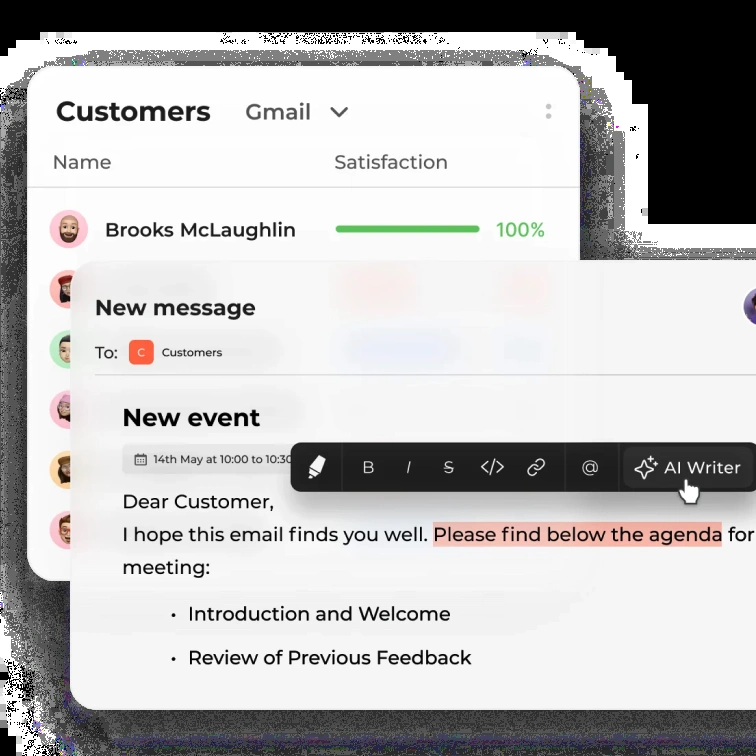 Customers Gmail
Name Satisfaction
Brooks McLaughlin 100%
New message
To: C Customers
New event
14th May at 10:00 to 10:30
B I S </> @ AI Writer
Dear Customer,
I hope this email finds you well. Please find below the agenda for
meeting:
• Introduction and Welcome
• Review of Previous Feedback